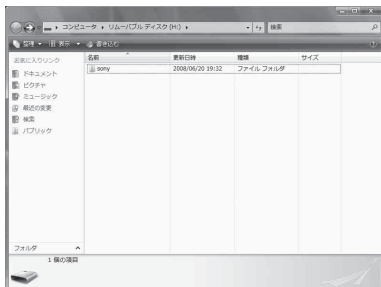 ▸ コンピュータ ▸ リムーバブル ディスク (H:) ▸
検索
整理 ▾ 表示 ▾ 書き込む
お気に入りリンク
ドキュメント
ピクチャ
ミュージック
最近の変更
検索
パブリック
名前 更新日時 種類 サイズ
sony 2008/06/20 19:32 ファイル フォルダ
フォルダ
1 個の項目